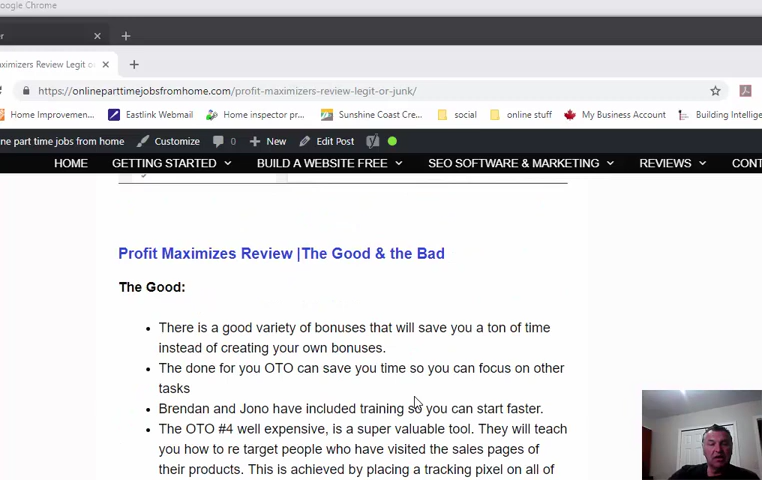 oogle Chrome
er
aximizers Review Legit o
https://onlineparttimejobsfromhome.com/profit-maximizers-review-legit-or-junk/
Home Improvemen... Eastlink Webmail Home inspector pr... Sunshine Coast Cre... social online stuff My Business Account Building Intellige
ne part time jobs from home Customize 0 New Edit Post
HOME GETTING STARTED BUILD A WEBSITE FREE SEO SOFTWARE & MARKETING REVIEWS CONT
Profit Maximizes Review |The Good & the Bad
The Good:
There is a good variety of bonuses that will save you a ton of time
instead of creating your own bonuses.
The done for you OTO can save you time so you can focus on other
tasks
Brendan and Jono have included training so you can start faster.
The OTO #4 well expensive, is a super valuable tool. They will teach
you how to re target people who have visited the sales pages of
their products. This is achieved by placing a tracking pixel on all of